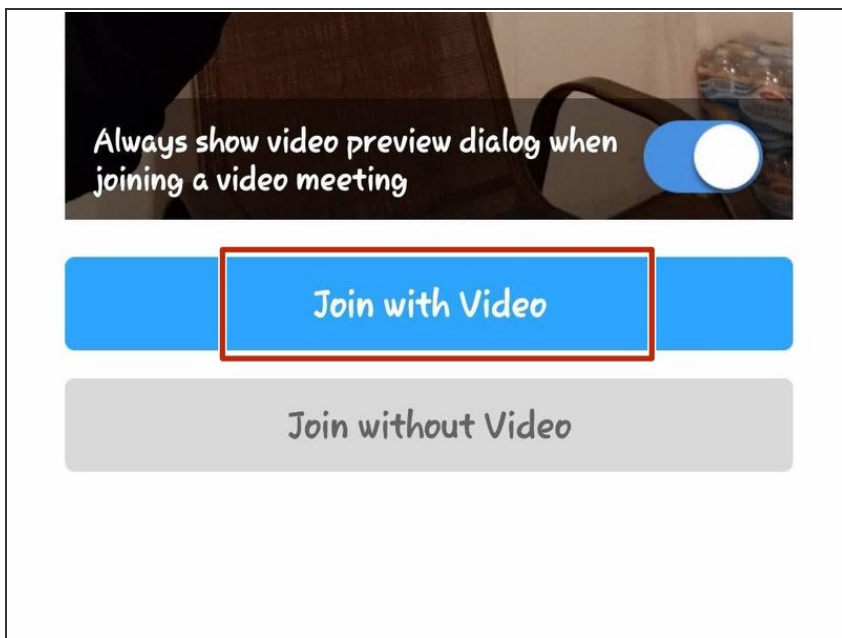 Always show video preview dialog when
joining a video meeting
Join with Video
Join without Video